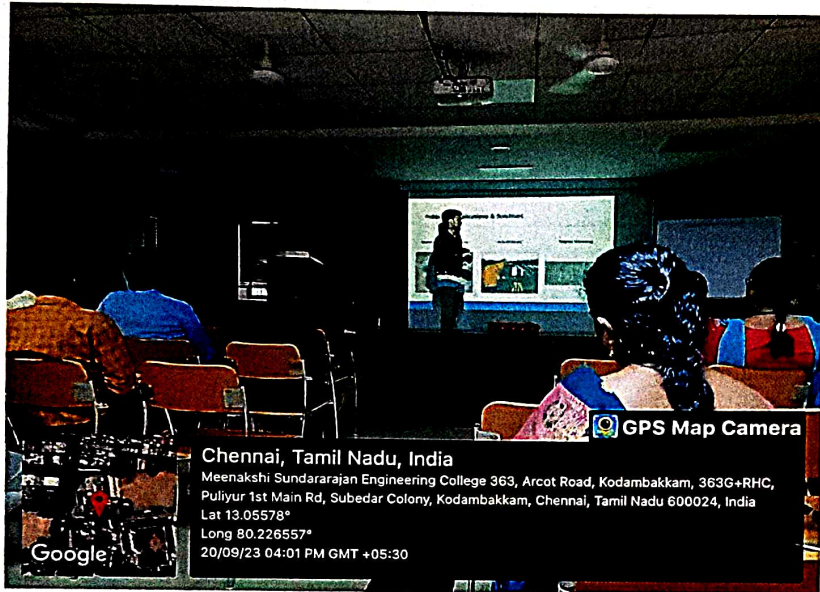 GPS Map Camera
Chennai, Tamil Nadu, India
Meenakshi Sundararajan Engineering College 363, Arcot Road, Kodambakkam, 363G+RHC,
Puliyur 1st Main Rd, Subedar Colony, Kodambakkam, Chennai, Tamil Nadu 600024, India
Lat 13.05578°
Long 80.226557°
20/09/23 04:01 PM GMT +05:30
Google